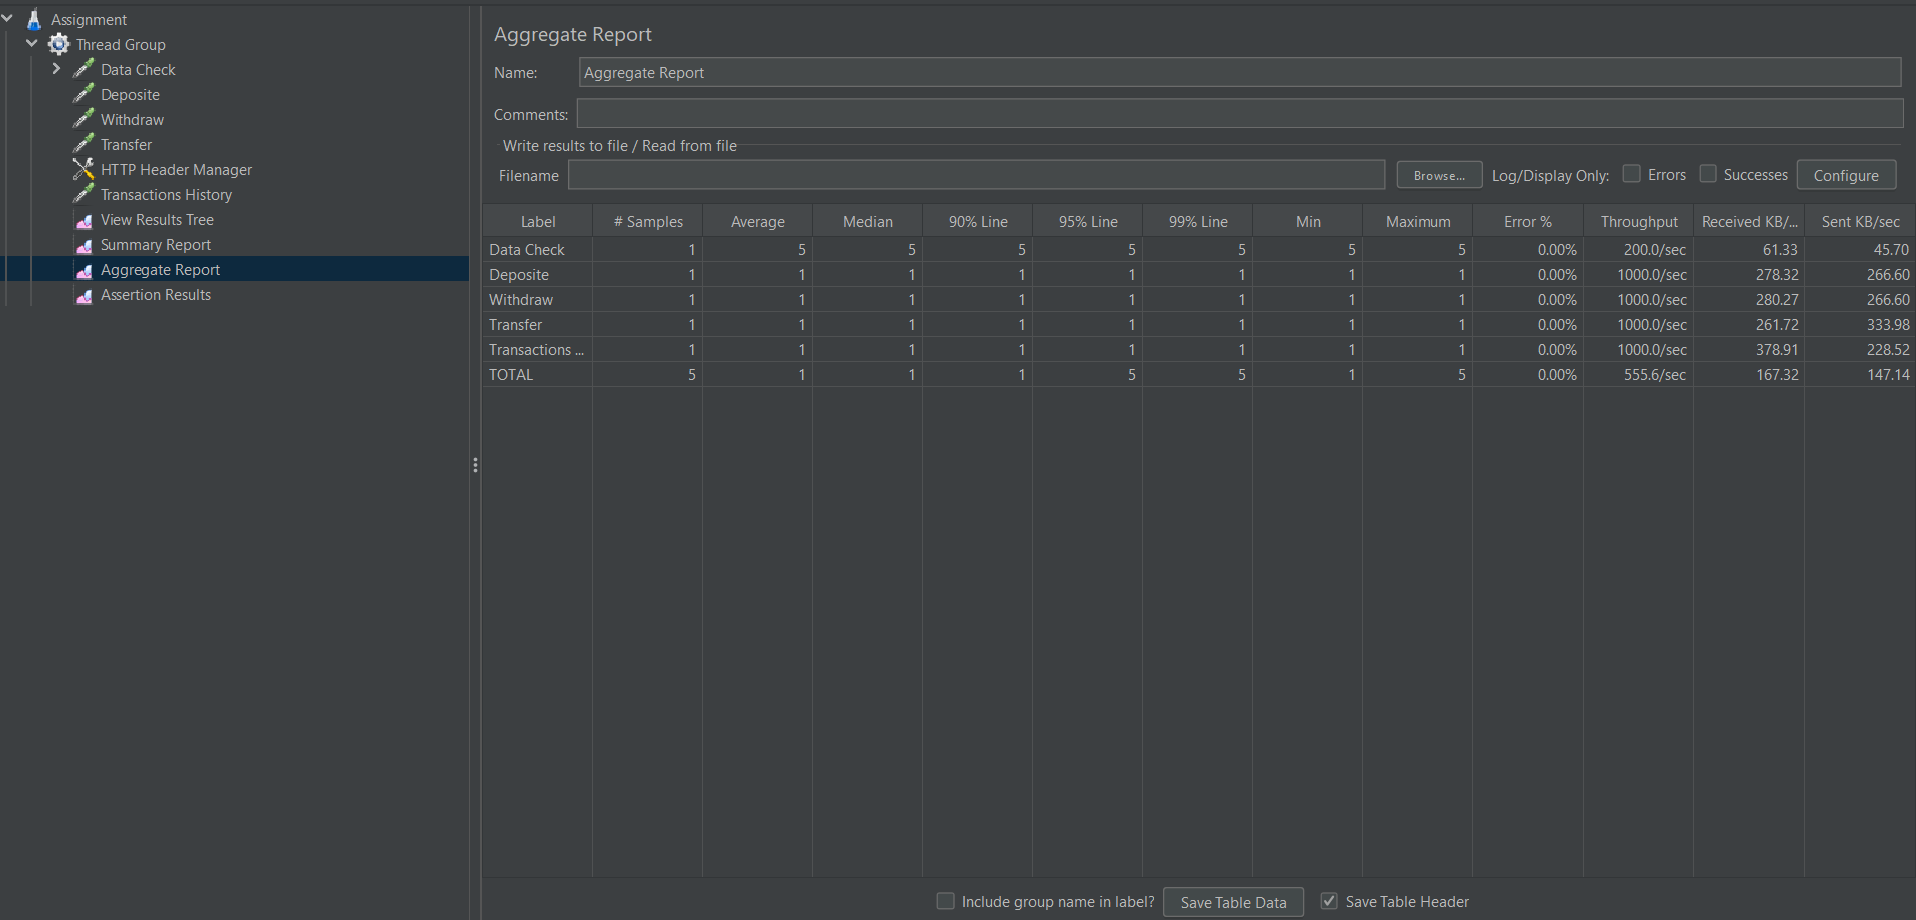 Assignment
Thread Group
Data Check
Deposite
Withdraw
Transfer
HTTP Header Manager
Transactions History
View Results Tree
Summary Report
Aggregate Report
Assertion Results
Aggregate Report
Name: Aggregate Report
Comments:
Write results to file / Read from file
Filename Browse... Log/Display Only: Errors Successes Configure
Label # Samples Average Median 90% Line 95% Line 99% Line Min Maximum Error % Throughput Received KB/... Sent KB/sec
Data Check 1 5 5 5 5 5 5 5 0.00% 200.0/sec 61.33 45.70
Deposite 1 1 1 1 1 1 1 1 0.00% 1000.0/sec 278.32 266.60
Withdraw 1 1 1 1 1 1 1 1 0.00% 1000.0/sec 280.27 266.60
Transfer 1 1 1 1 1 1 1 1 0.00% 1000.0/sec 261.72 333.98
Transactions ... 1 1 1 1 1 1 1 1 0.00% 1000.0/sec 378.91 228.52
TOTAL 5 1 1 1 5 5 1 5 0.00% 555.6/sec 167.32 147.14
Include group name in label? Save Table Data Save Table Header